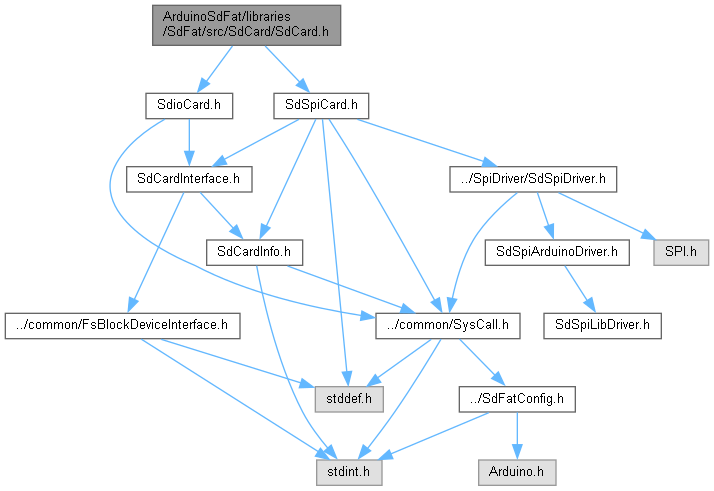 ArduinoSdFat/libraries
/SdFat/src/SdCard/SdCard.h
SdioCard.h
SdSpiCard.h
SdCardInterface.h
../SpiDriver/SdSpiDriver.h
SdCardInfo.h
SdSpiArduinoDriver.h
SPI.h
../common/FsBlockDeviceInterface.h
../common/SysCall.h
SdSpiLibDriver.h
stddef.h
../SdFatConfig.h
stdint.h
Arduino.h